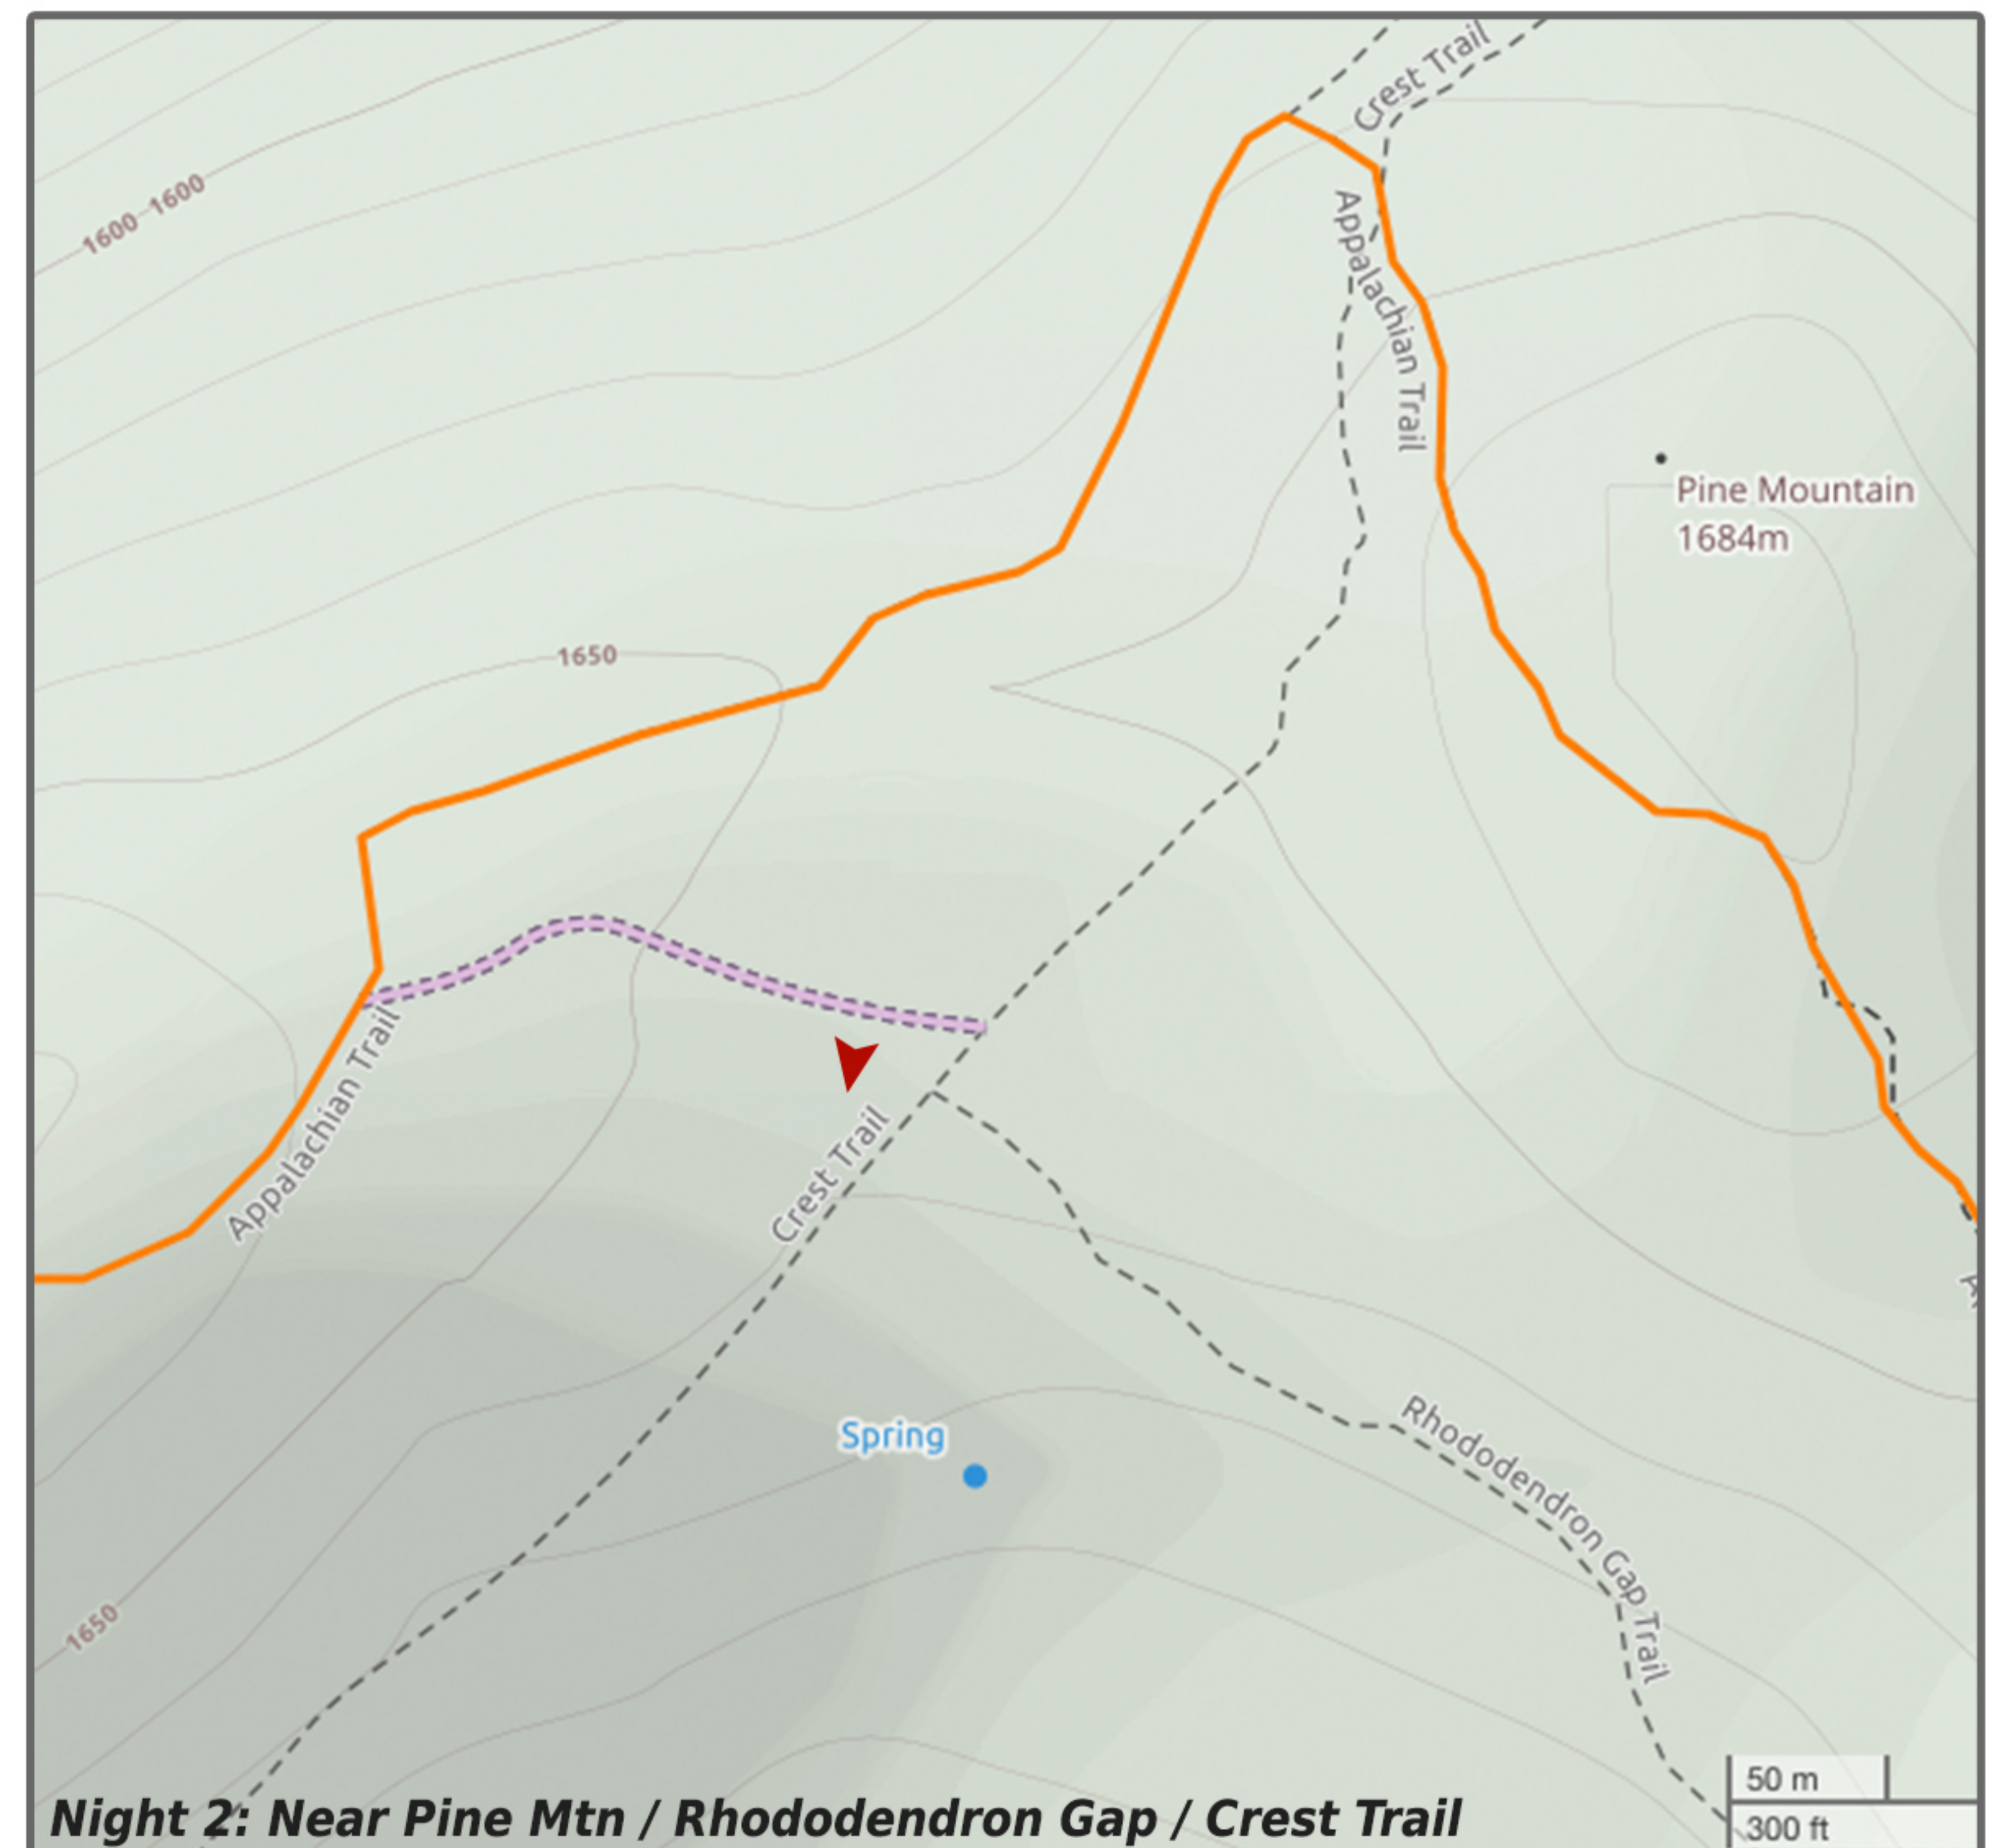 Crest Trail
1600
1600
Appalachian Trail
Pine Mountain
1684m
1650
Appalachian Trail
Crest Trail
Spring
Rhododendron Gap Trail
1650
50 m
300 ft
Night 2: Near Pine Mtn / Rhododendron Gap / Crest Trail